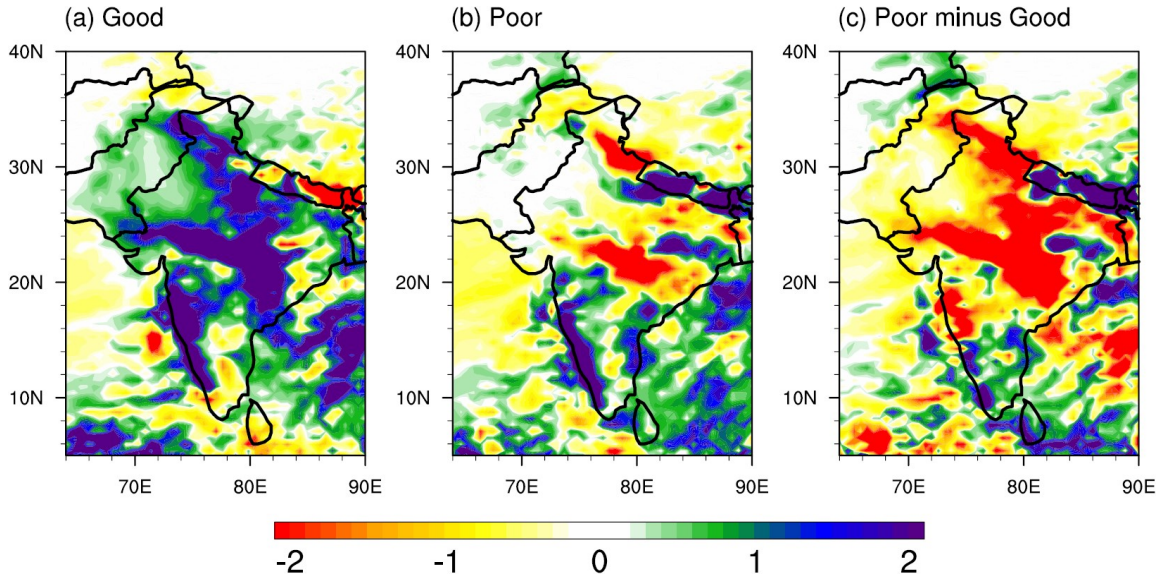 (a) Good (b) Poor (c) Poor minus Good
40N 40N 40N
30N 30N 30N
20N 20N 20N
10N 10N 10N
70E 80E 90E 70E 80E 90E 70E 80E 90E
-2 -1 0 1 2